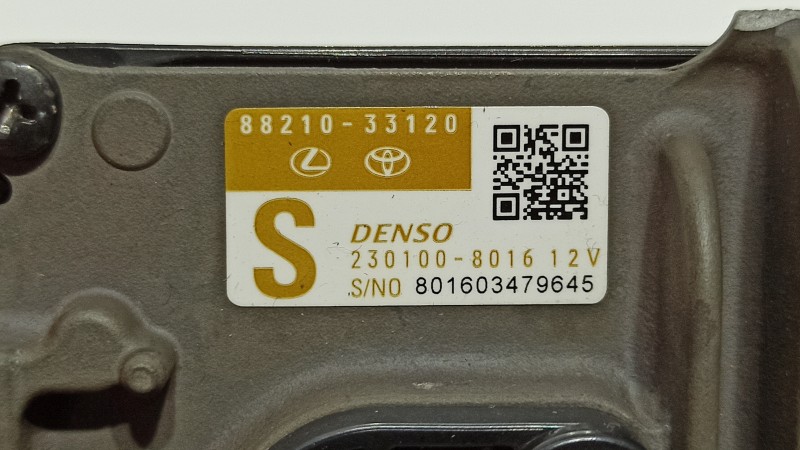 88210-33120
S
DENSO
230100-8016 12V
S/NO 801603479645